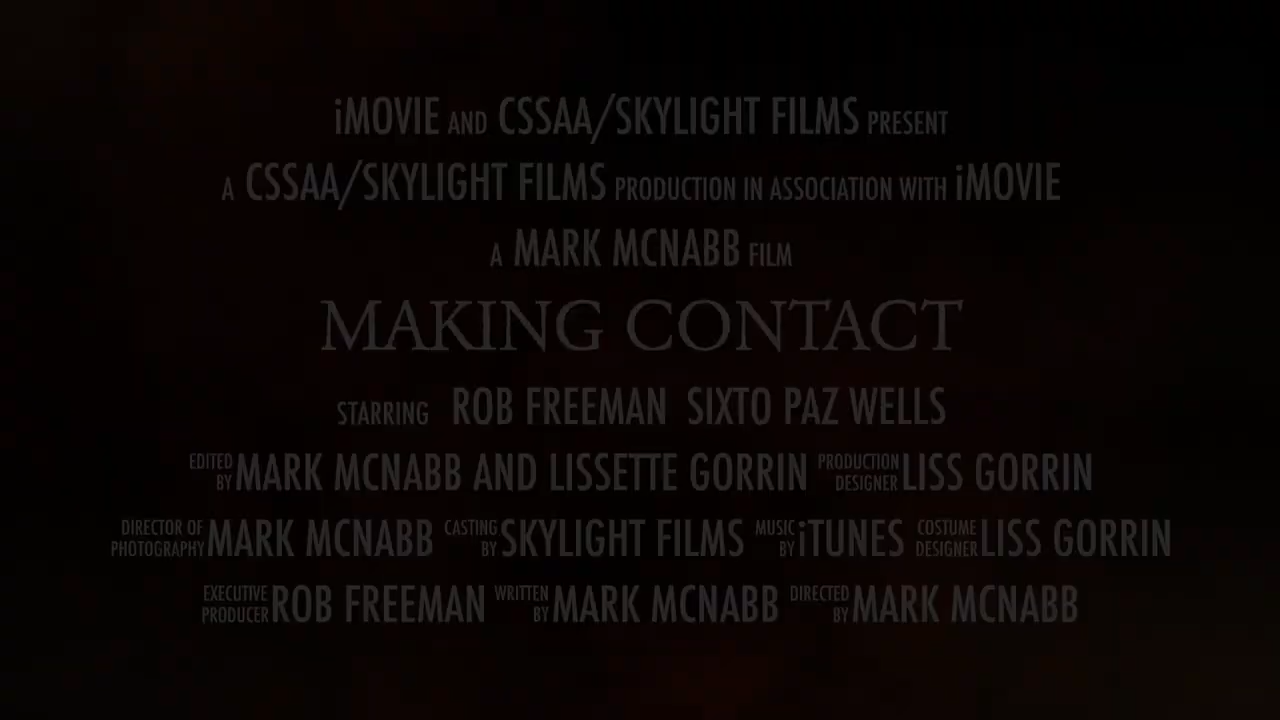 iMOVIE AND CSSAA/SKYLIGHT FILMS PRESENT
A CSSAA/SKYLIGHT FILMS PRODUCTION IN ASSOCIATION WITH iMOVIE
A MARK MCNABB FILM
MAKING CONTACT
STARRING ROB FREEMAN SIXTO PAZ WELLS
EDITED BY MARK MCNABB AND LISSETTE GORRIN PRODUCTION DESIGNER LISS GORRIN
DIRECTOR OF PHOTOGRAPHY MARK MCNABB CASTING BY SKYLIGHT FILMS MUSIC BY iTUNES COSTUME DESIGNER LISS GORRIN
EXECUTIVE PRODUCER ROB FREEMAN WRITTEN BY MARK MCNABB DIRECTED BY MARK MCNABB